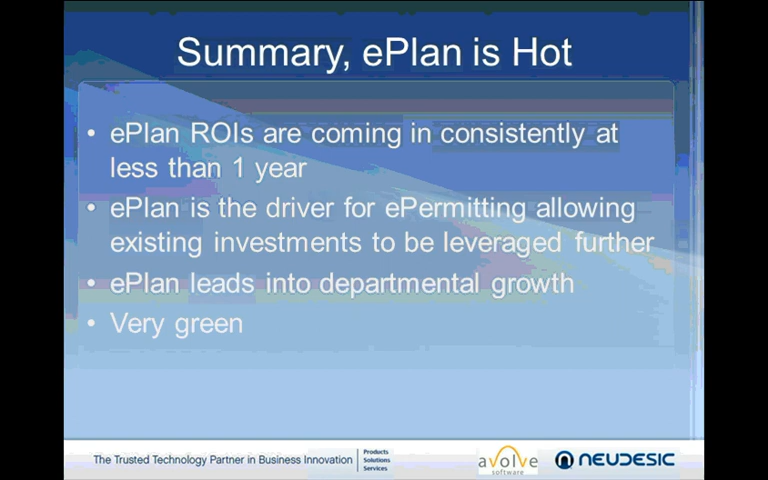 Summary, ePlan is Hot
• ePlan ROIs are coming in consistently at
less than 1 year
• ePlan is the driver for ePermitting allowing
existing investments to be leveraged further
• ePlan leads into departmental growth
• Very green
The Trusted Technology Partner in Business Innovation
Products
Solutions
Services
avolve
software
NEUDESIC